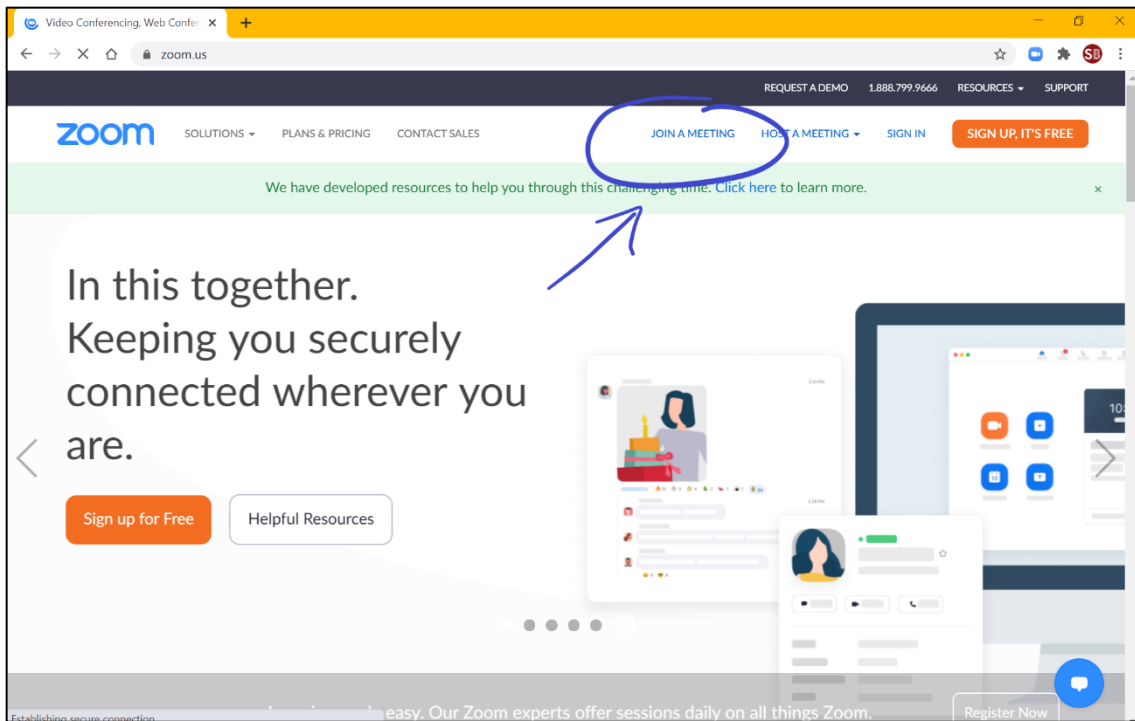 Video Conferencing, Web Confer
zoom.us
SB
REQUEST A DEMO 1.888.799.9666 RESOURCES SUPPORT
zoom SOLUTIONS PLANS & PRICING CONTACT SALES JOIN A MEETING HOST A MEETING SIGN IN SIGN UP, IT'S FREE
We have developed resources to help you through this challenging time. Click here to learn more.
In this together.
Keeping you securely
connected wherever you
are.
Sign up for Free Helpful Resources
easy. Our Zoom experts offer sessions daily on all things Zoom. Register Now
Establishing secure connection